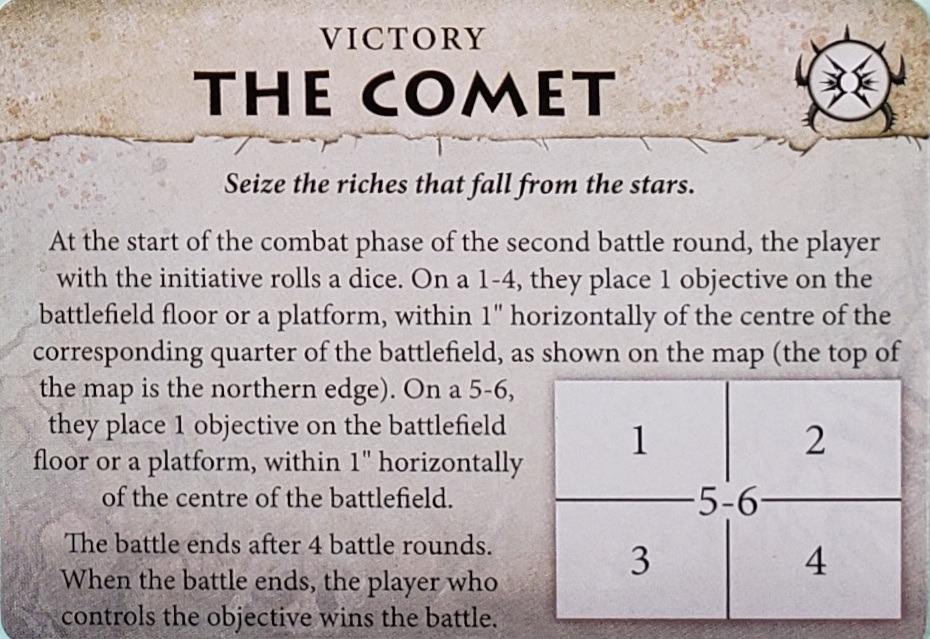 VICTORY
THE COMET
Seize the riches that fall from the stars.
At the start of the combat phase of the second battle round, the player
with the initiative rolls a dice. On a 1-4, they place 1 objective on the
battlefield floor or a platform, within 1" horizontally of the centre of the
corresponding quarter of the battlefield, as shown on the map (the top of
the map is the northern edge). On a 5-6,
they place 1 objective on the battlefield
floor or a platform, within 1" horizontally
of the centre of the battlefield.
The battle ends after 4 battle rounds.
When the battle ends, the player who
controls the objective wins the battle.
1 2
5-6
3 4